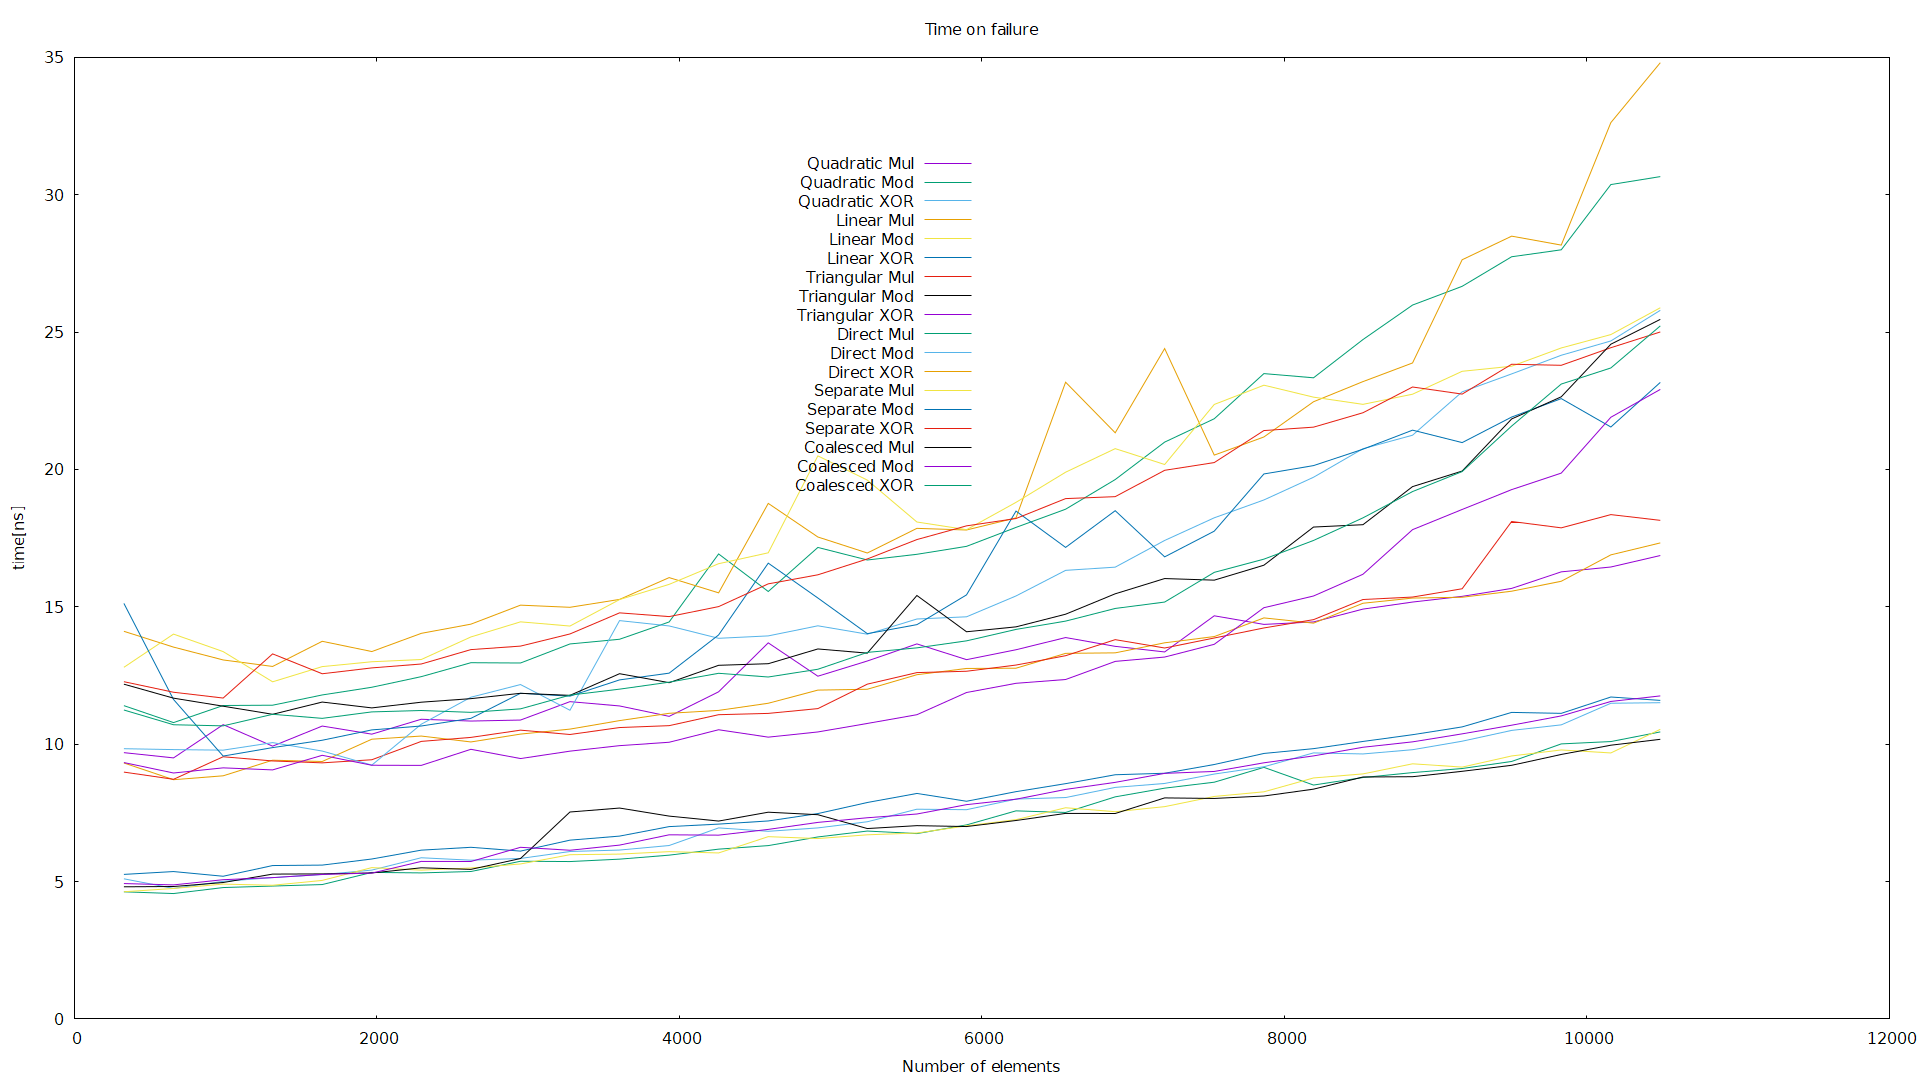 Time on failure
35
30
25
20
15
10
5
0
time[ns]
Quadratic Mul
Quadratic Mod
Quadratic XOR
Linear Mul
Linear Mod
Linear XOR
Triangular Mul
Triangular Mod
Triangular XOR
Direct Mul
Direct Mod
Direct XOR
Separate Mul
Separate Mod
Separate XOR
Coalesced Mul
Coalesced Mod
Coalesced XOR
0 2000 4000 6000 8000 10000 12000
Number of elements